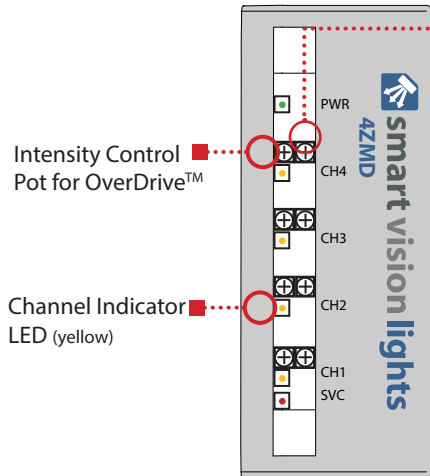 PWR
Intensity Control
Pot for OverDrive™
CH4
CH3
Channel Indicator
LED (yellow)
CH2
CH1
SVC
smart vision lights
4ZMD